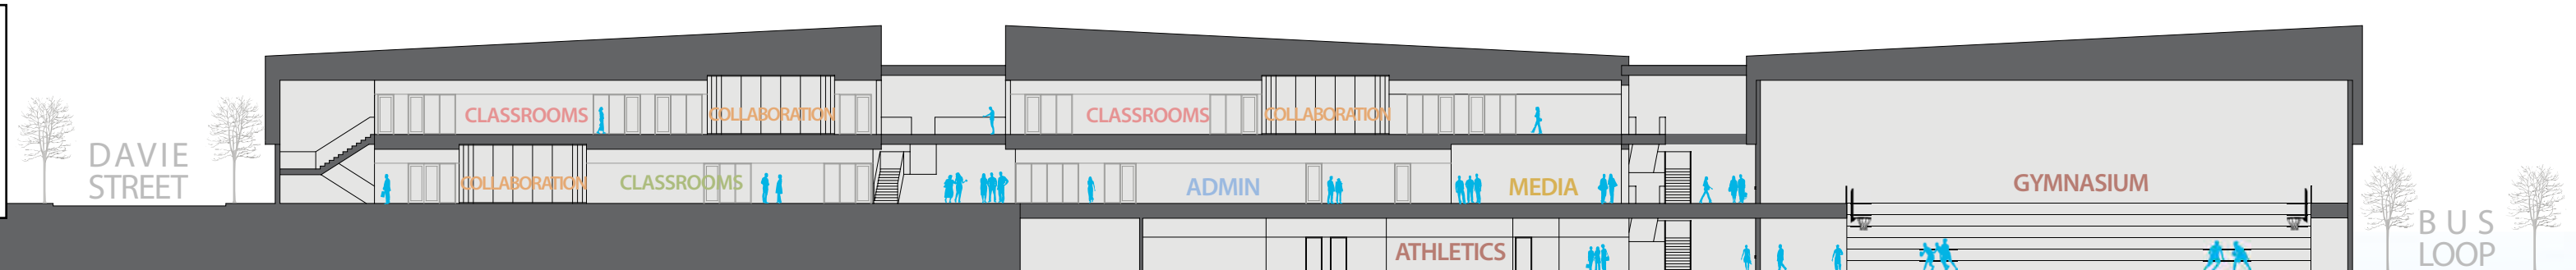 CLASSROOMS
COLLABORATION
CLASSROOMS
COLLABORATION
DAVIE
STREET
COLLABORATION
CLASSROOMS
ADMIN
MEDIA
GYMNASIUM
ATHLETICS
BUS
LOOP